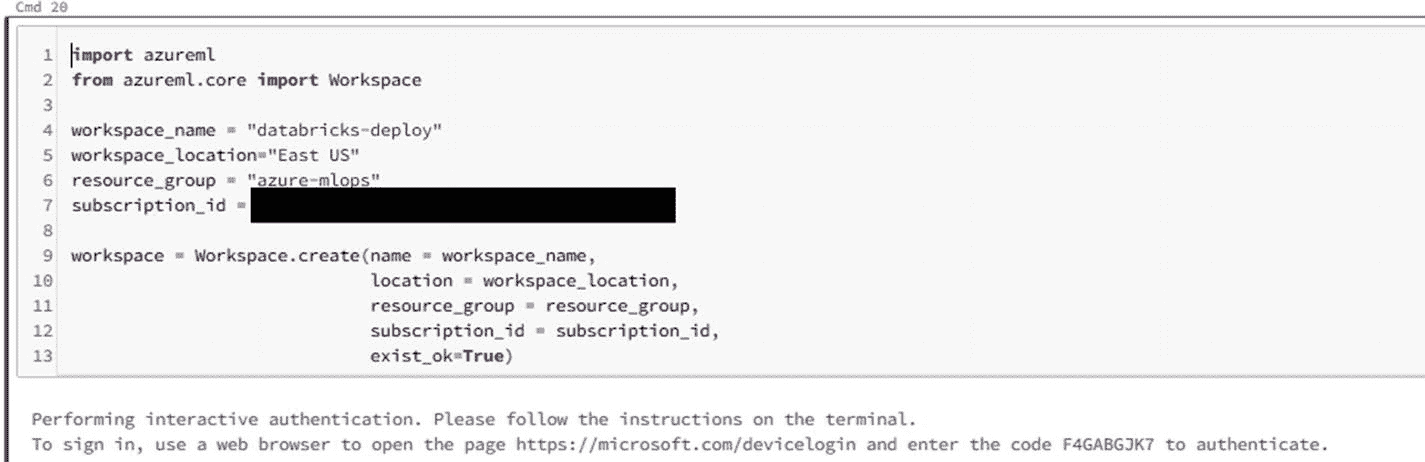 Cmd 20
1 import azureml
2 from azureml.core import Workspace
3
4 workspace_name = "databricks-deploy"
5 workspace_location="East US"
6 resource_group = "azure-mlops"
7 subscription_id =
8
9 workspace = Workspace.create(name = workspace_name,
10 location = workspace_location,
11 resource_group = resource_group,
12 subscription_id = subscription_id,
13 exist_ok=True)
Performing interactive authentication. Please follow the instructions on the terminal.
To sign in, use a web browser to open the page https://microsoft.com/devicelogin and enter the code F4GABGJK7 to authenticate.